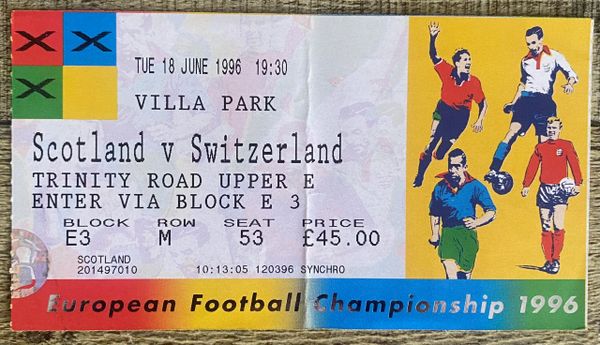 TUE 18 JUNE 1996 19:30
VILLA PARK
Scotland v Switzerland
TRINITY ROAD UPPER E
ENTER VIA BLOCK E 3
BLOCK ROW SEAT PRICE
E3 M 53 £45.00
SCOTLAND
201497010 10:13:05 120396 SYNCHRO
European Football Championship 1996